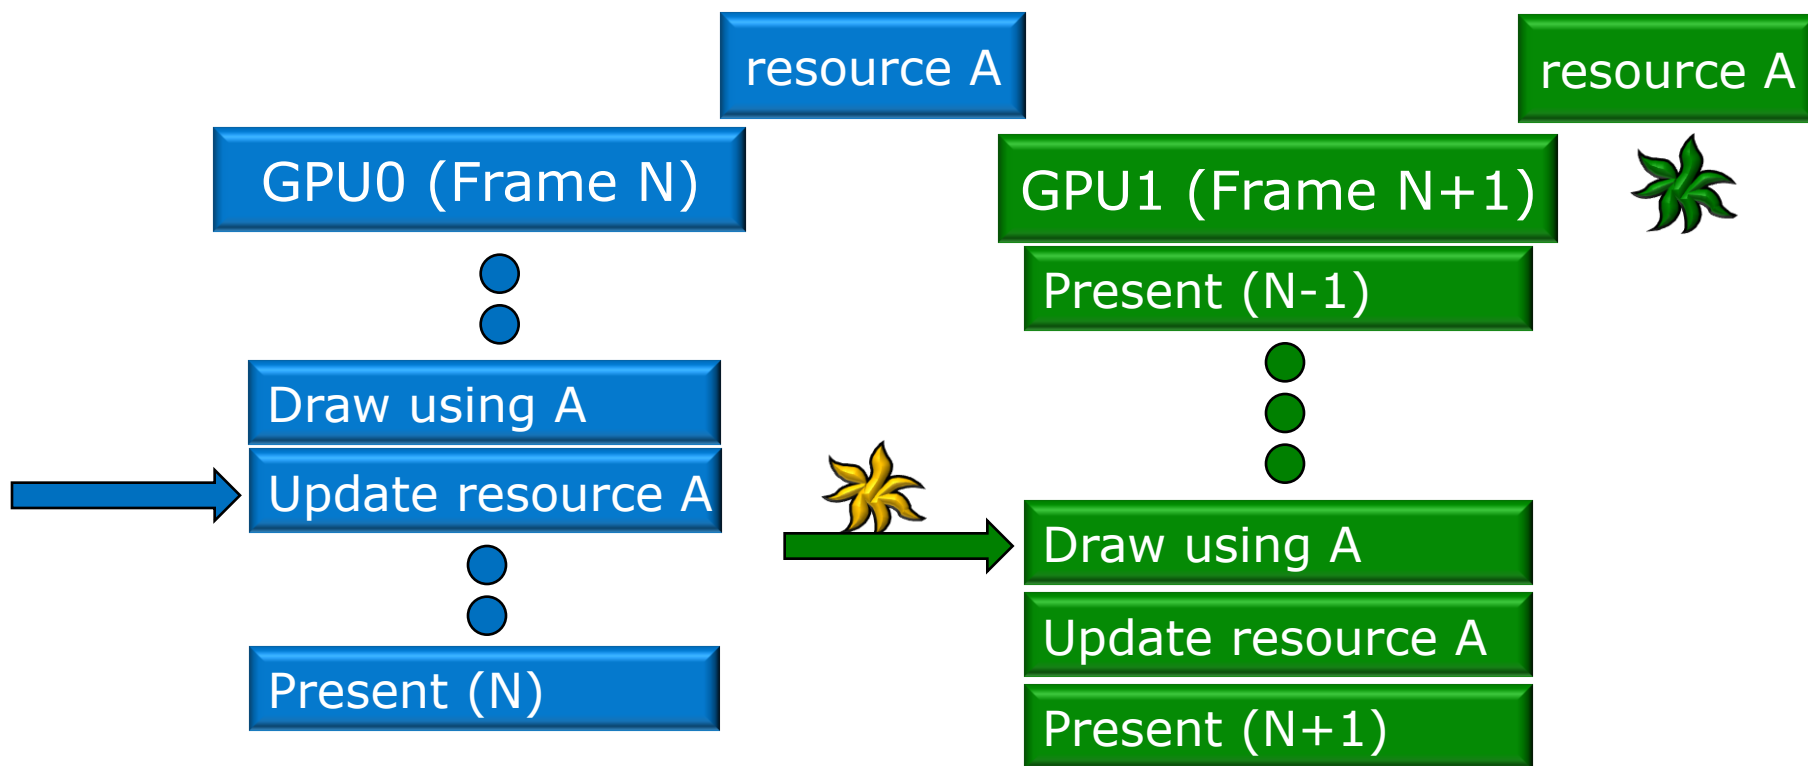 resource A
GPU0 (Frame N)
Draw using A
Update resource A
Present (N)
resource A
GPU1 (Frame N+1)
Present (N-1)
Draw using A
Update resource A
Present (N+1)